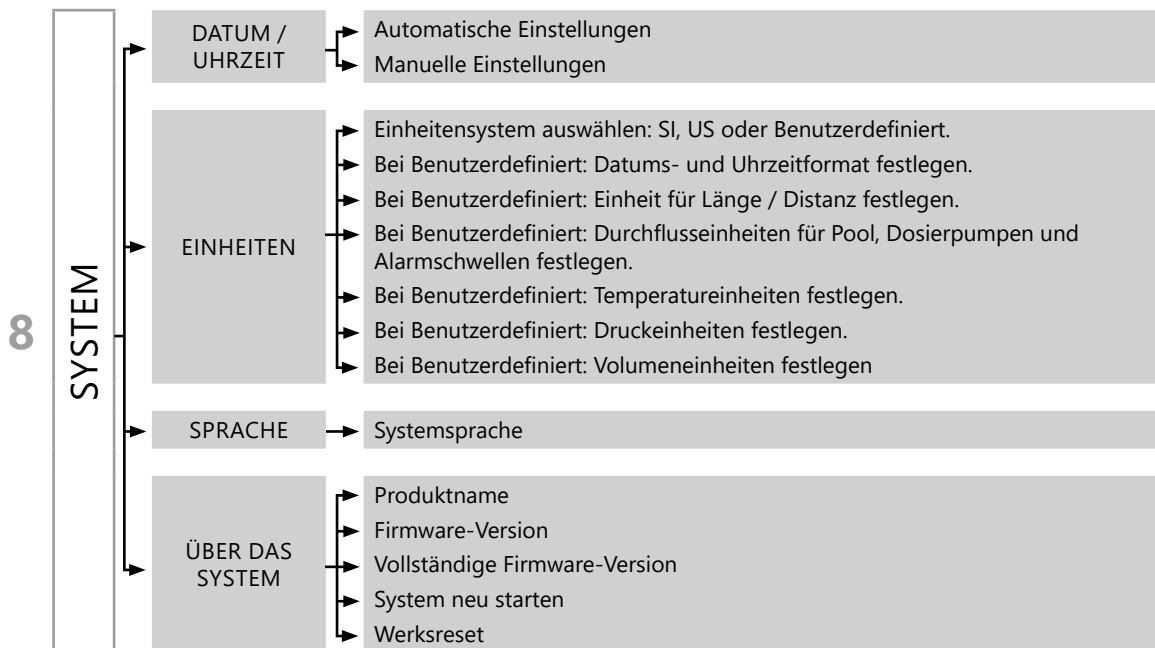 8
SYSTEM
DATUM /
UHRZEIT
Automatische Einstellungen
Manuelle Einstellungen
EINHEITEN
Einheitensystem auswählen: SI, US oder Benutzerdefiniert.
Bei Benutzerdefiniert: Datums- und Uhrzeitformat festlegen.
Bei Benutzerdefiniert: Einheit für Länge / Distanz festlegen.
Bei Benutzerdefiniert: Durchflusseinheiten für Pool, Dosierpumpen und
Alarmschwellen festlegen.
Bei Benutzerdefiniert: Temperatureinheiten festlegen.
Bei Benutzerdefiniert: Druckeinheiten festlegen.
Bei Benutzerdefiniert: Volumeneinheiten festlegen
SPRACHE
Systemsprache
ÜBER DAS
SYSTEM
Produktname
Firmware-Version
Vollständige Firmware-Version
System neu starten
Werksreset